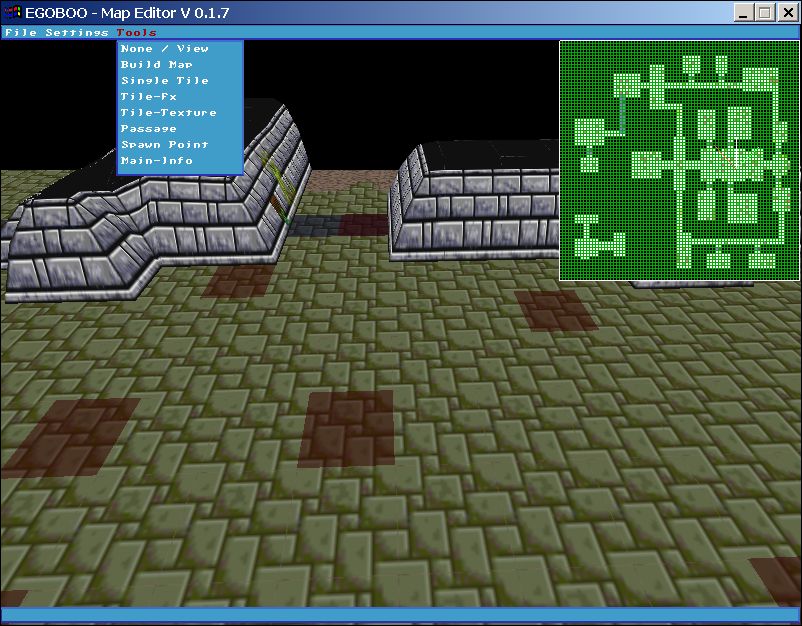 EGOBOO - Map Editor V 0.1.7
File Settings Tools
None / View
Build Map
Single Tile
Tile-Fx
Tile-Texture
Passage
Spawn Point
Main-Info